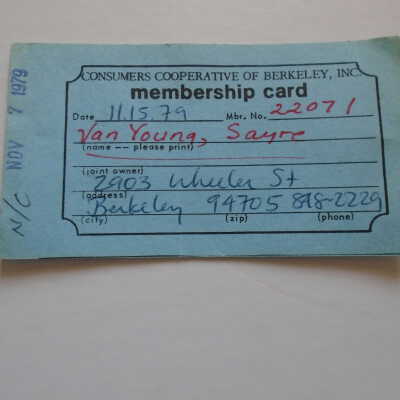 CONSUMERS COOPERATIVE OF BERKELEY, INC.
membership card
Date 11.15.79 Mbr. No. 22071
Van Young, Sayre
(name -- please print)
(joint owner)
2903 Wheeler St
(address)
Berkeley 94705 848-2229
(city) (zip) (phone)
N/C NOV 7 1979